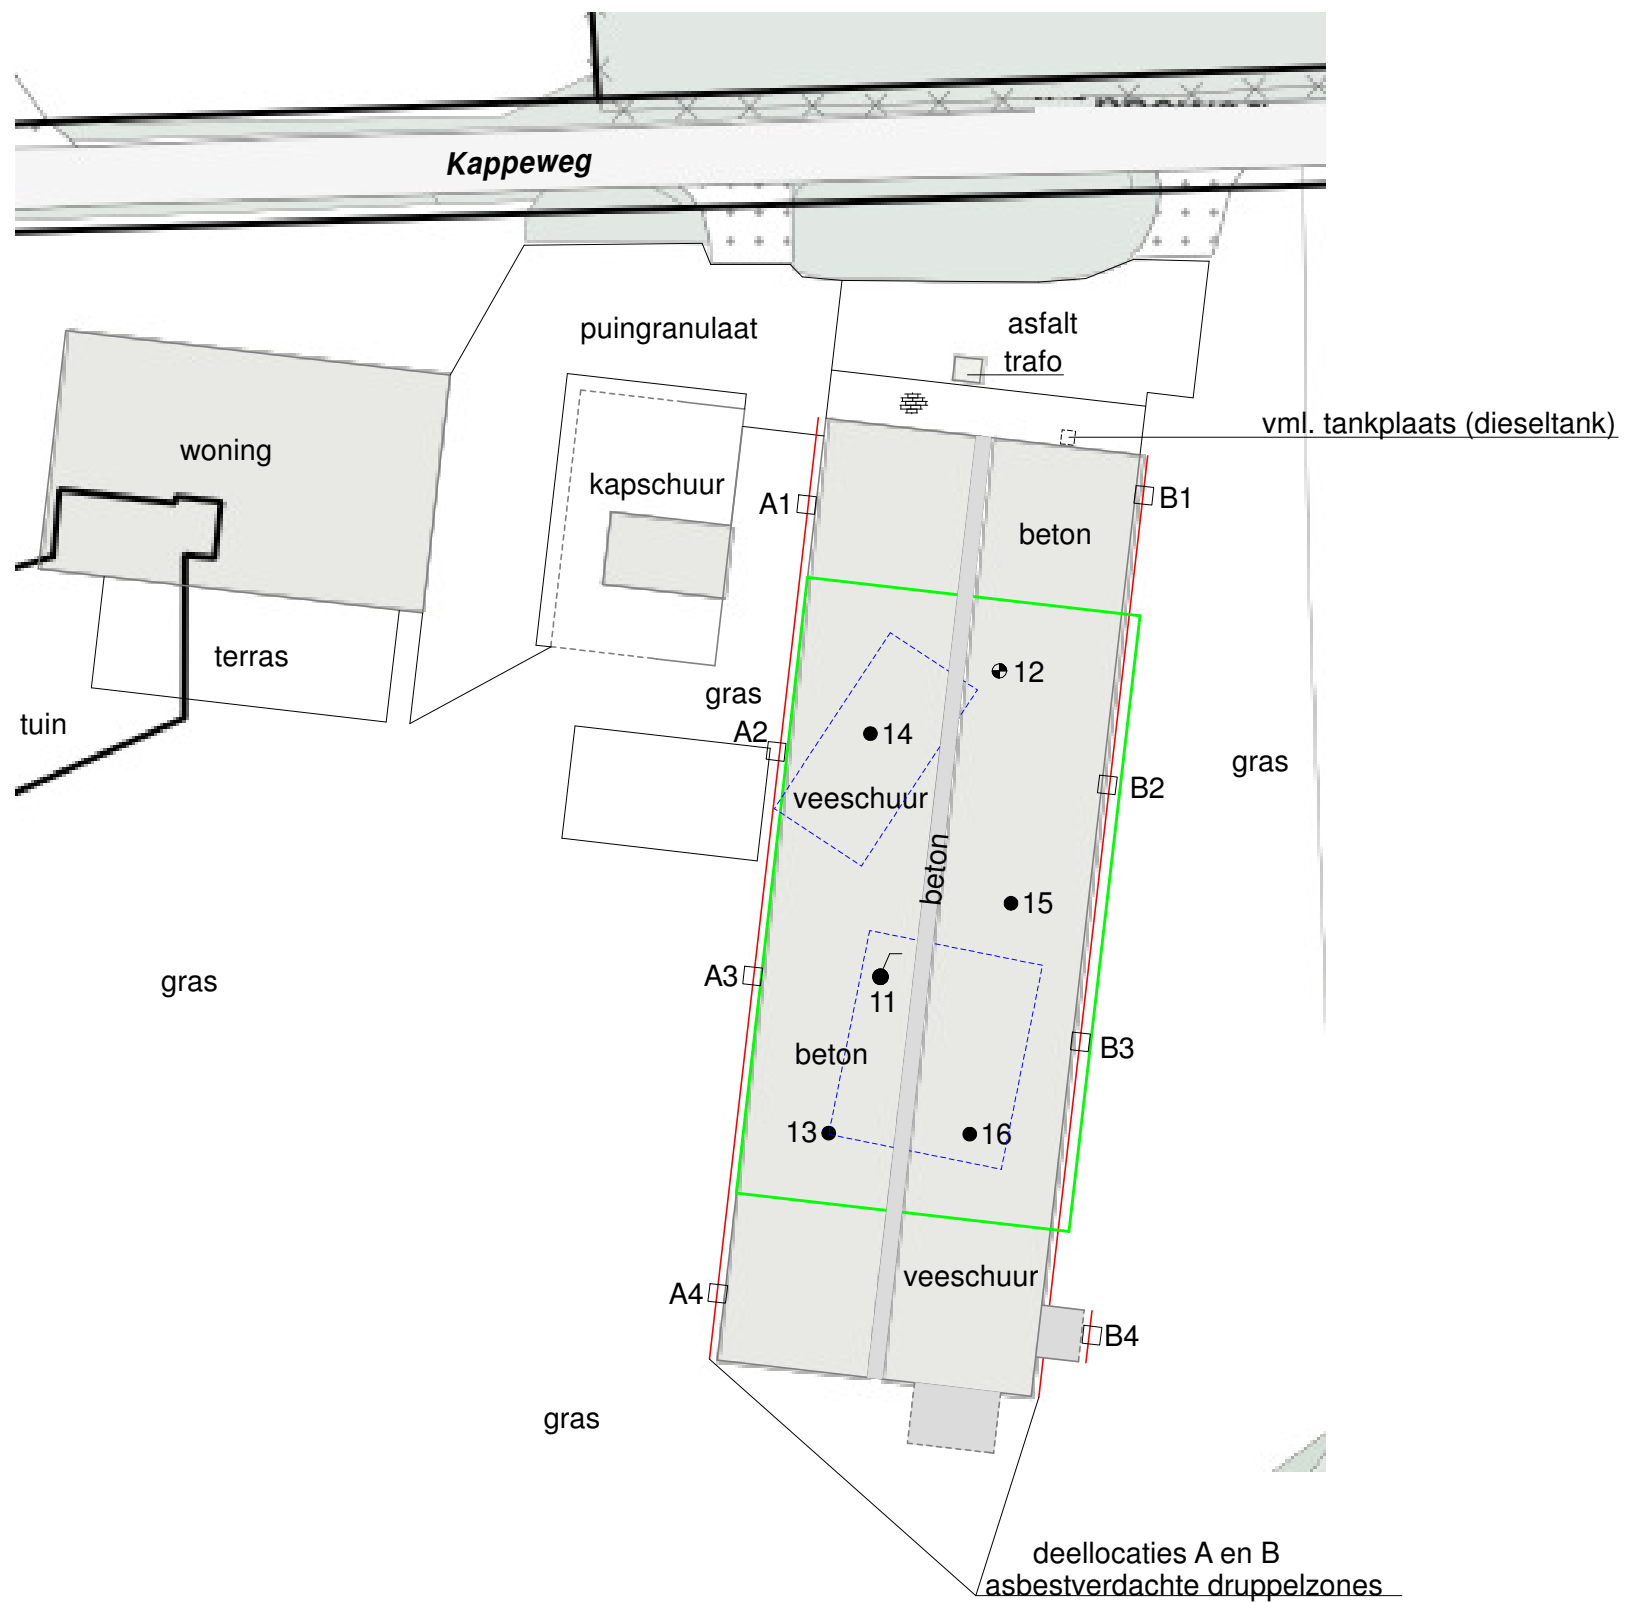 Kappeweg
puingranulaat
asfalt
trafo
vml. tankplaats (dieseltank)
woning
kapschuur
A1
B1
beton
terras
12
gras
tuin
A2
14
gras
B2
veeschuur
beton
15
A3
gras
11
B3
beton
13
16
veeschuur
A4
B4
gras
deellocaties A en B
asbestverdachte druppelzones